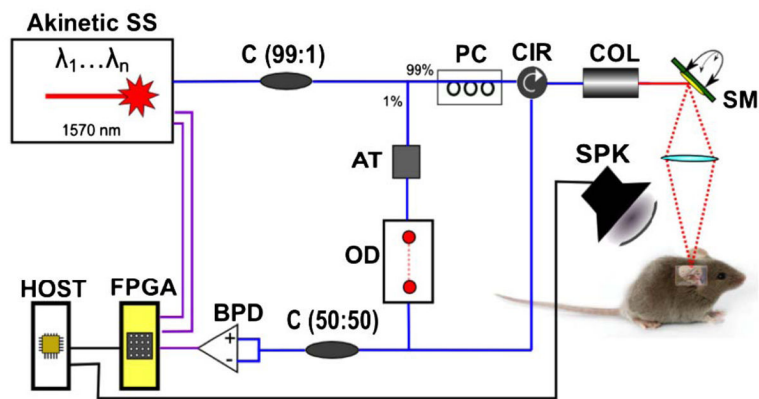 Akinetic SS
λ1...λn
1570 nm
C (99:1)
99%
1%
PC
CIR
COL
SM
AT
SPK
OD
HOST
FPGA
BPD
+
-
C (50:50)